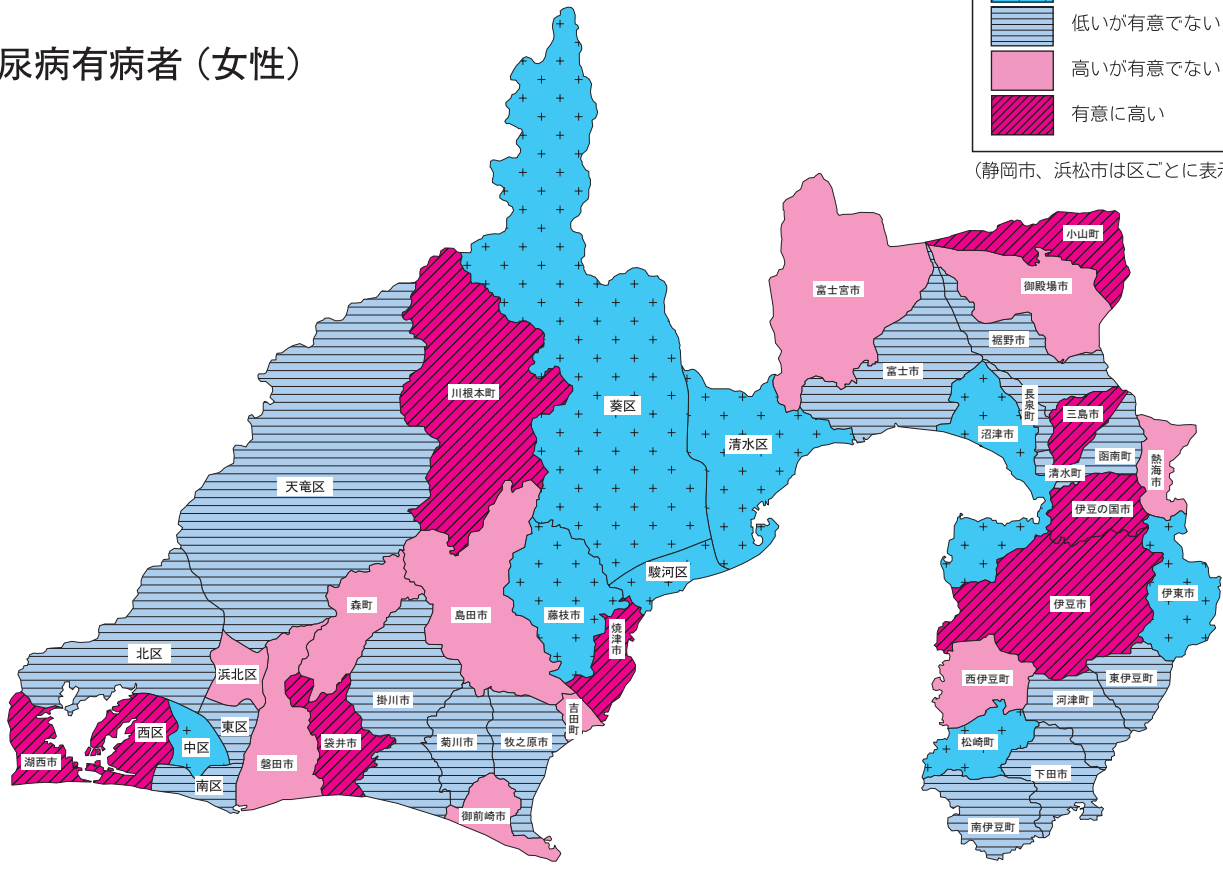 尿病有病者（女性）
低いが有意でない
高いが有意でない
有意に高い
（静岡市、浜松市は区ごとに表示
小山町
御殿場市
富士宮市
裾野市
富士市
川根本町
長泉町
葵区
三島市
沼津市
清水区
函南町
熱海市
清水町
天竜区
伊豆の国市
駿河区
伊東市
森町
伊豆市
島田市
藤枝市
焼津市
北区
浜北区
西伊豆町
東伊豆町
掛川市
河津町
吉田町
東区
西区
中区
袋井市
菊川市
牧之原市
松崎町
湖西市
磐田市
下田市
南区
御前崎市
南伊豆町